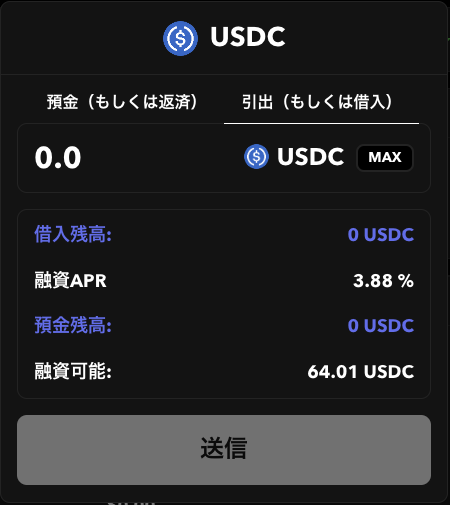 USDC
預金（もしくは返済） 引出（もしくは借入）
0.0 USDC MAX
借入残高: 0 USDC
融資APR 3.88 %
預金残高: 0 USDC
融資可能: 64.01 USDC
送信